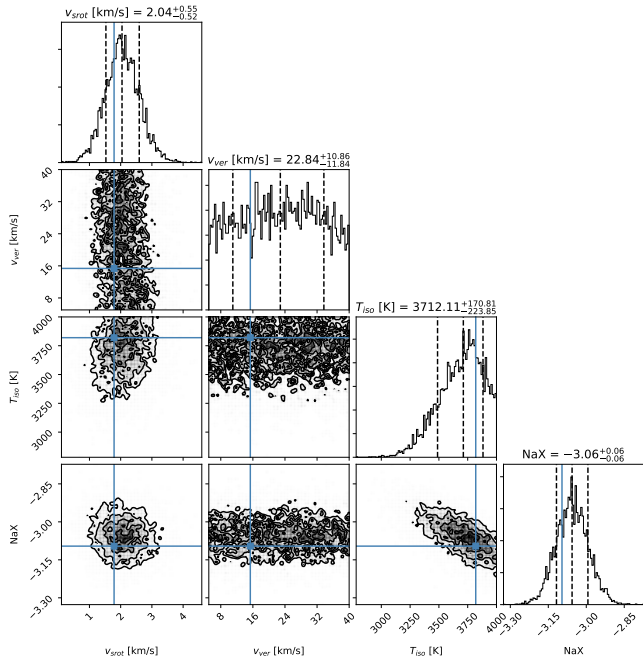 v_srot [km/s] = 2.04^{+0.55}_{−0.52}
v_ver [km/s]
40
32
24
16
8
v_ver [km/s] = 22.84^{+10.86}_{−11.84}
T_iso [K]
4000
3750
3500
3250
3000
T_iso [K] = 3712.11^{+170.81}_{−223.85}
NaX
−2.85
−3.00
−3.15
−3.30
NaX = −3.06^{+0.06}_{−0.06}
1 2 3 4
v_srot [km/s]
8 16 24 32 40
v_ver [km/s]
3000 3250 3500 3750 4000
T_iso [K]
−3.30 −3.15 −3.00 −2.85
NaX